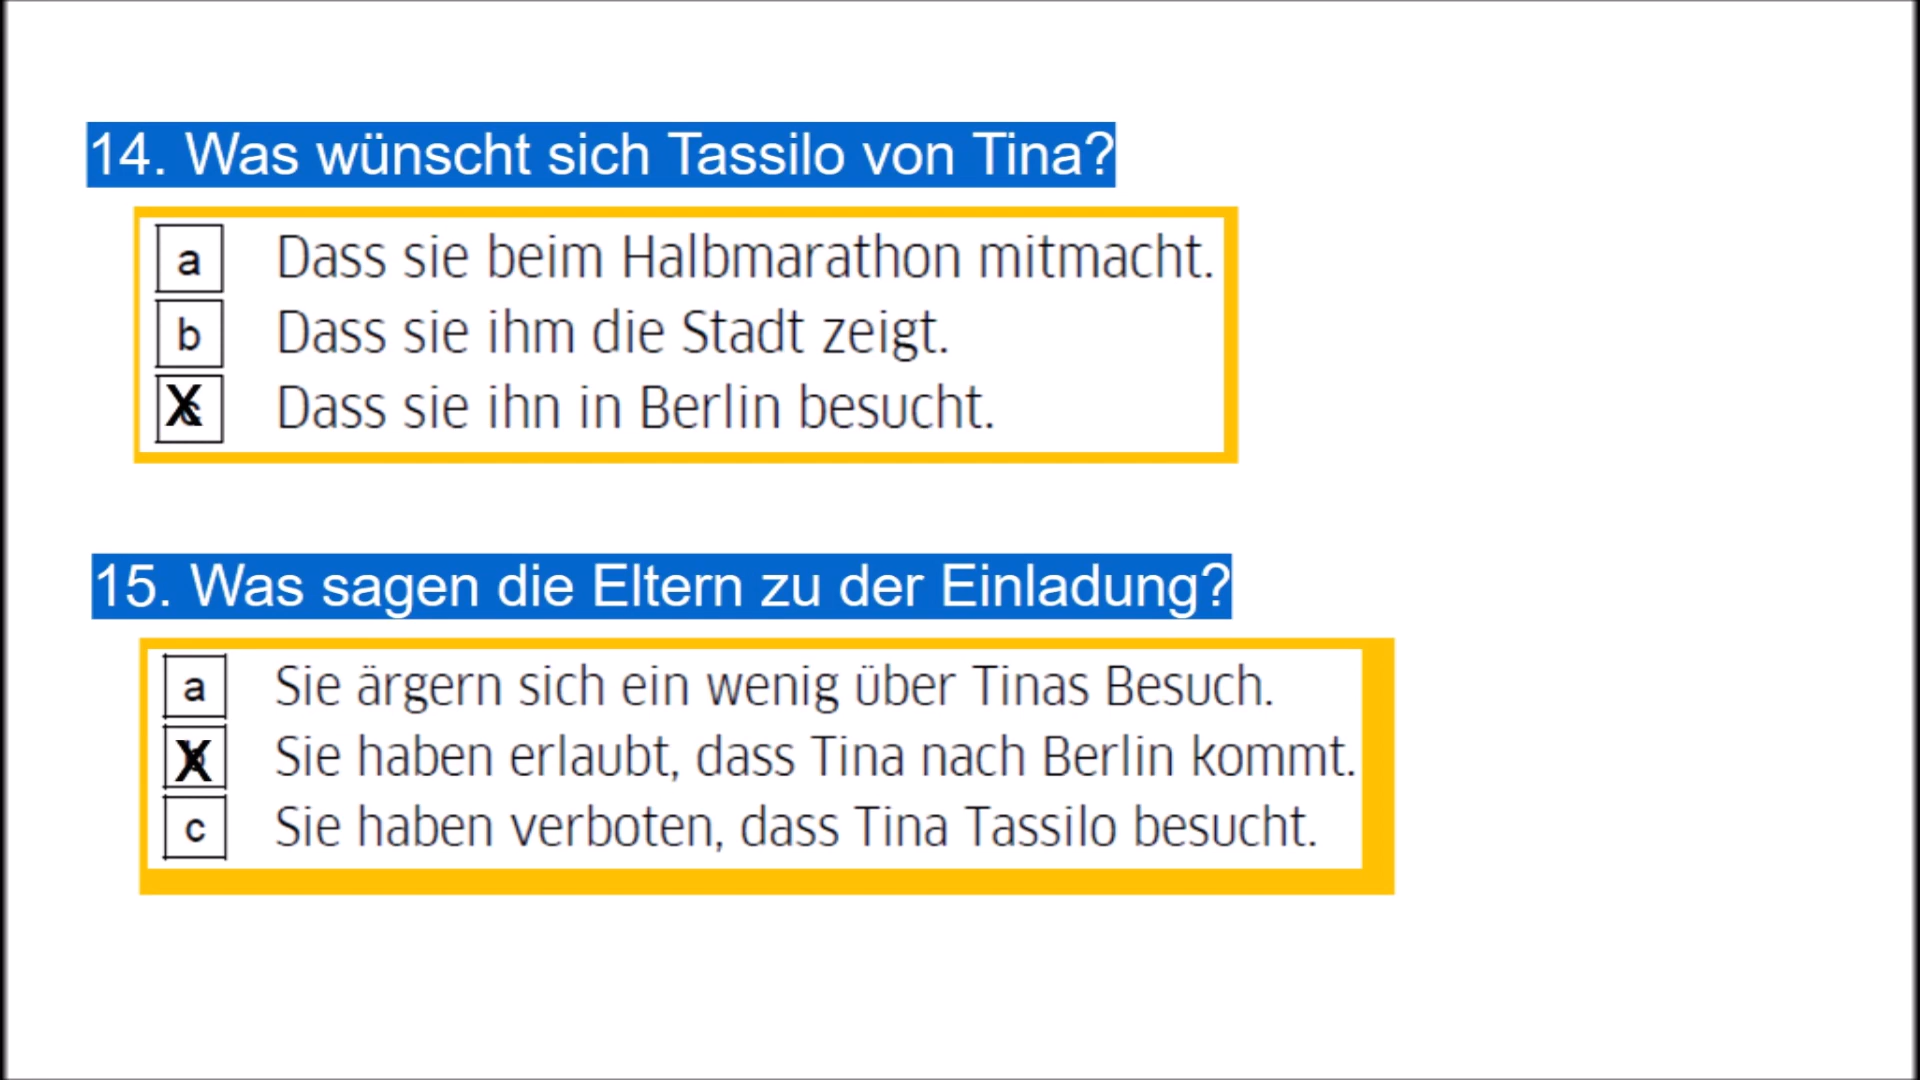 14. Was wünscht sich Tassilo von Tina?
a Dass sie beim Halbmarathon mitmacht.
b Dass sie ihm die Stadt zeigt.
X Dass sie ihn in Berlin besucht.
15. Was sagen die Eltern zu der Einladung?
a Sie ärgern sich ein wenig über Tinas Besuch.
X Sie haben erlaubt, dass Tina nach Berlin kommt.
c Sie haben verboten, dass Tina Tassilo besucht.